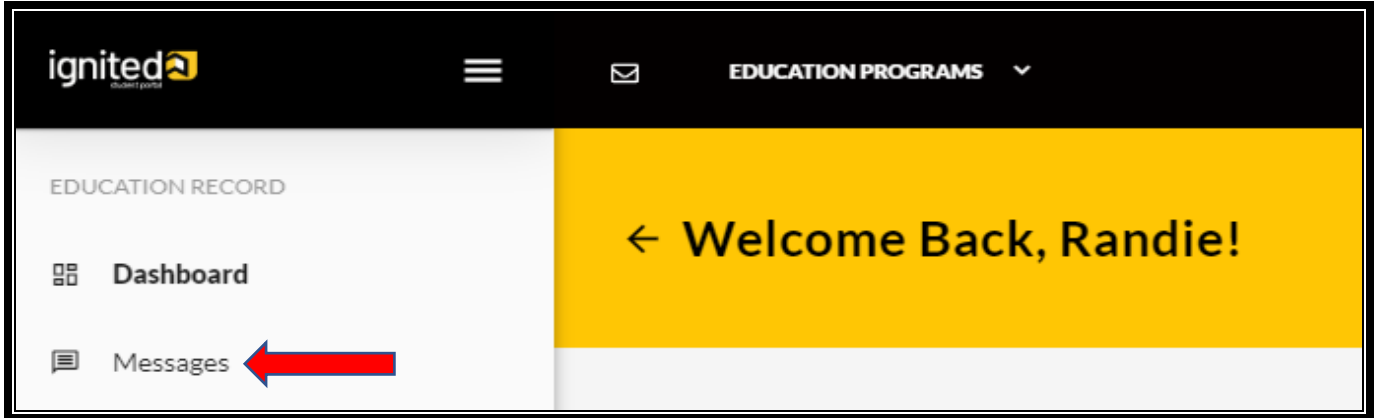 ignited
student portal
EDUCATION PROGRAMS
EDUCATION RECORD
Welcome Back, Randie!
Dashboard
Messages